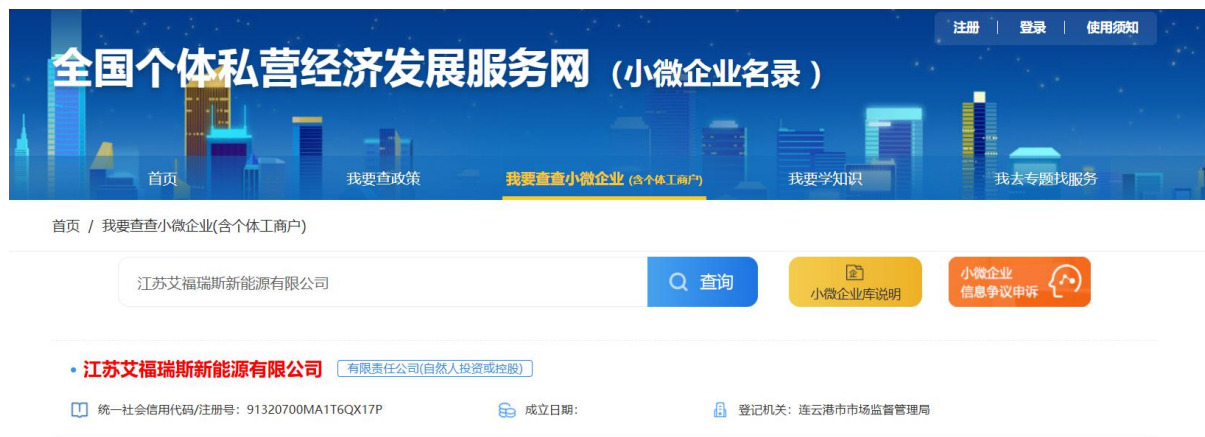 注册 | 登录 | 使用须知
全国个体私营经济发展服务网 (小微企业名录)
首页 我要查政策 我要查查小微企业 (含个体工商户) 我要学知识 我去专题找服务
首页 / 我要查查小微企业(含个体工商户)
江苏艾福瑞斯新能源有限公司 查询
企
小微企业库说明
小微企业
信息争议申诉
江苏艾福瑞斯新能源有限公司 有限责任公司(自然人投资或控股)
统一社会信用代码/注册号: 91320700MA1T6QX17P 成立日期: 登记机关: 连云港市市场监督管理局